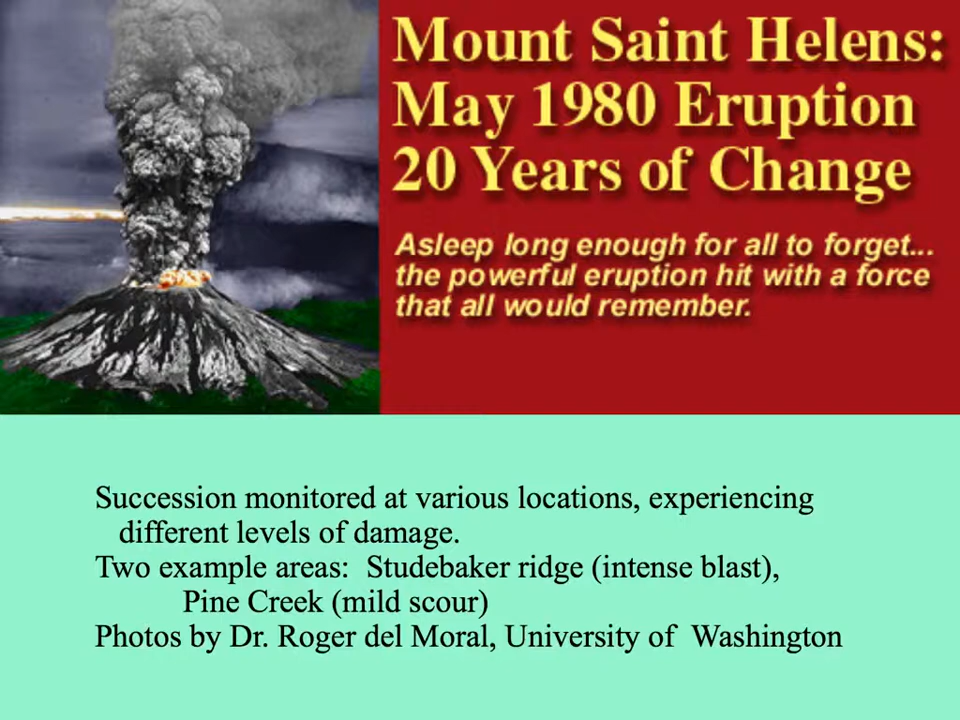 Mount Saint Helens:
May 1980 Eruption
20 Years of Change
Asleep long enough for all to forget...
the powerful eruption hit with a force
that all would remember.
Succession monitored at various locations, experiencing
different levels of damage.
Two example areas:  Studebaker ridge (intense blast),
Pine Creek (mild scour)
Photos by Dr. Roger del Moral, University of  Washington